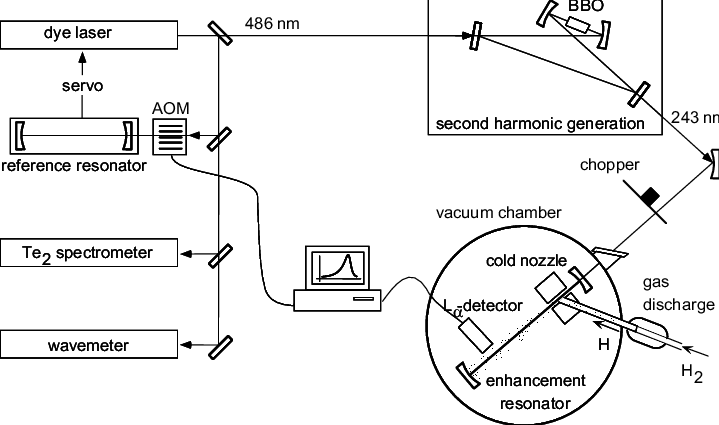 BBO
486 nm
dye laser
servo
AOM
second harmonic generation
243 nm
reference resonator
chopper
vacuum chamber
Te2 spectrometer
cold nozzle
gas
discharge
Lα-detector
wavemeter
H
H2
enhancement
resonator